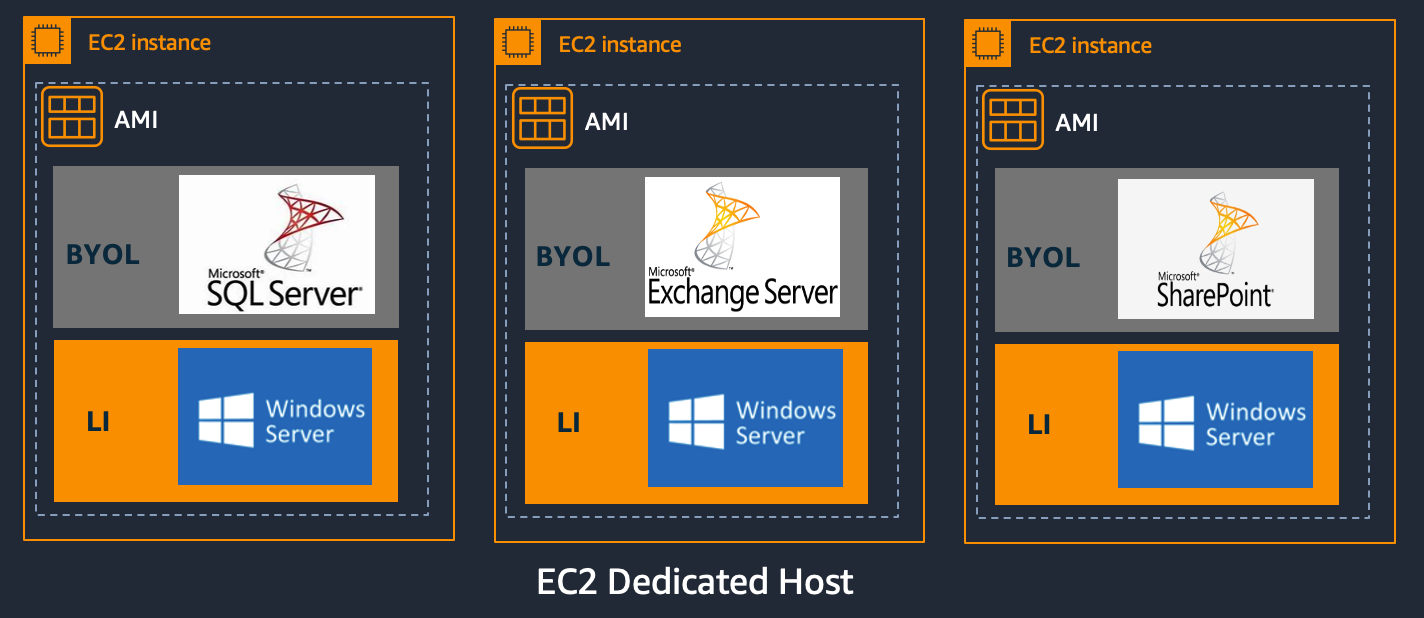 EC2 instance
AMI
BYOL
Microsoft®
SQL Server®
LI
Windows
Server
EC2 instance
AMI
BYOL
Microsoft®
Exchange Server
LI
Windows
Server
EC2 instance
AMI
BYOL
Microsoft®
SharePoint®
LI
Windows
Server
EC2 Dedicated Host